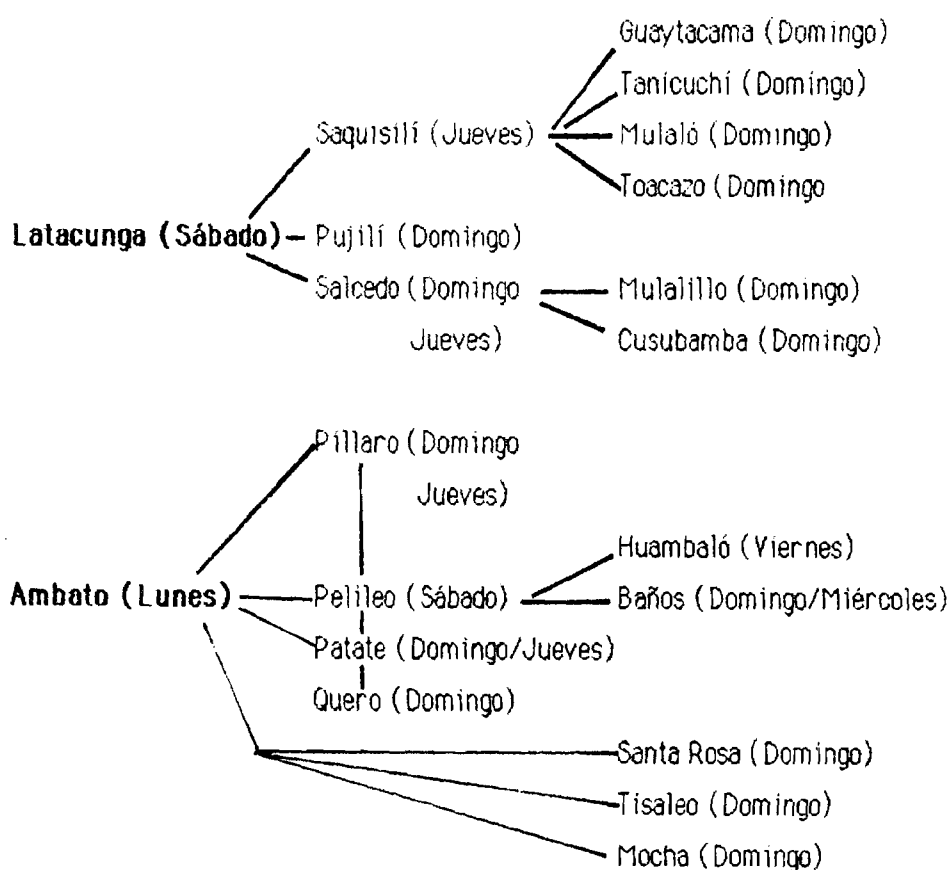 Guaytacama (Domingo)
Tanicuchí (Domingo)
Saquisilí (Jueves)
Mulaló (Domingo)
Toacazo (Domingo
Latacunga (Sábado)
Pujilí (Domingo)
Salcedo (Domingo
Mulalillo (Domingo)
Jueves)
Cusubamba (Domingo)
Píllaro (Domingo
Jueves)
Huambaló (Viernes)
Ambato (Lunes)
Pelileo (Sábado)
Baños (Domingo/Miércoles)
Patate (Domingo/Jueves)
Quero (Domingo)
Santa Rosa (Domingo)
Tisaleo (Domingo)
Mocha (Domingo)